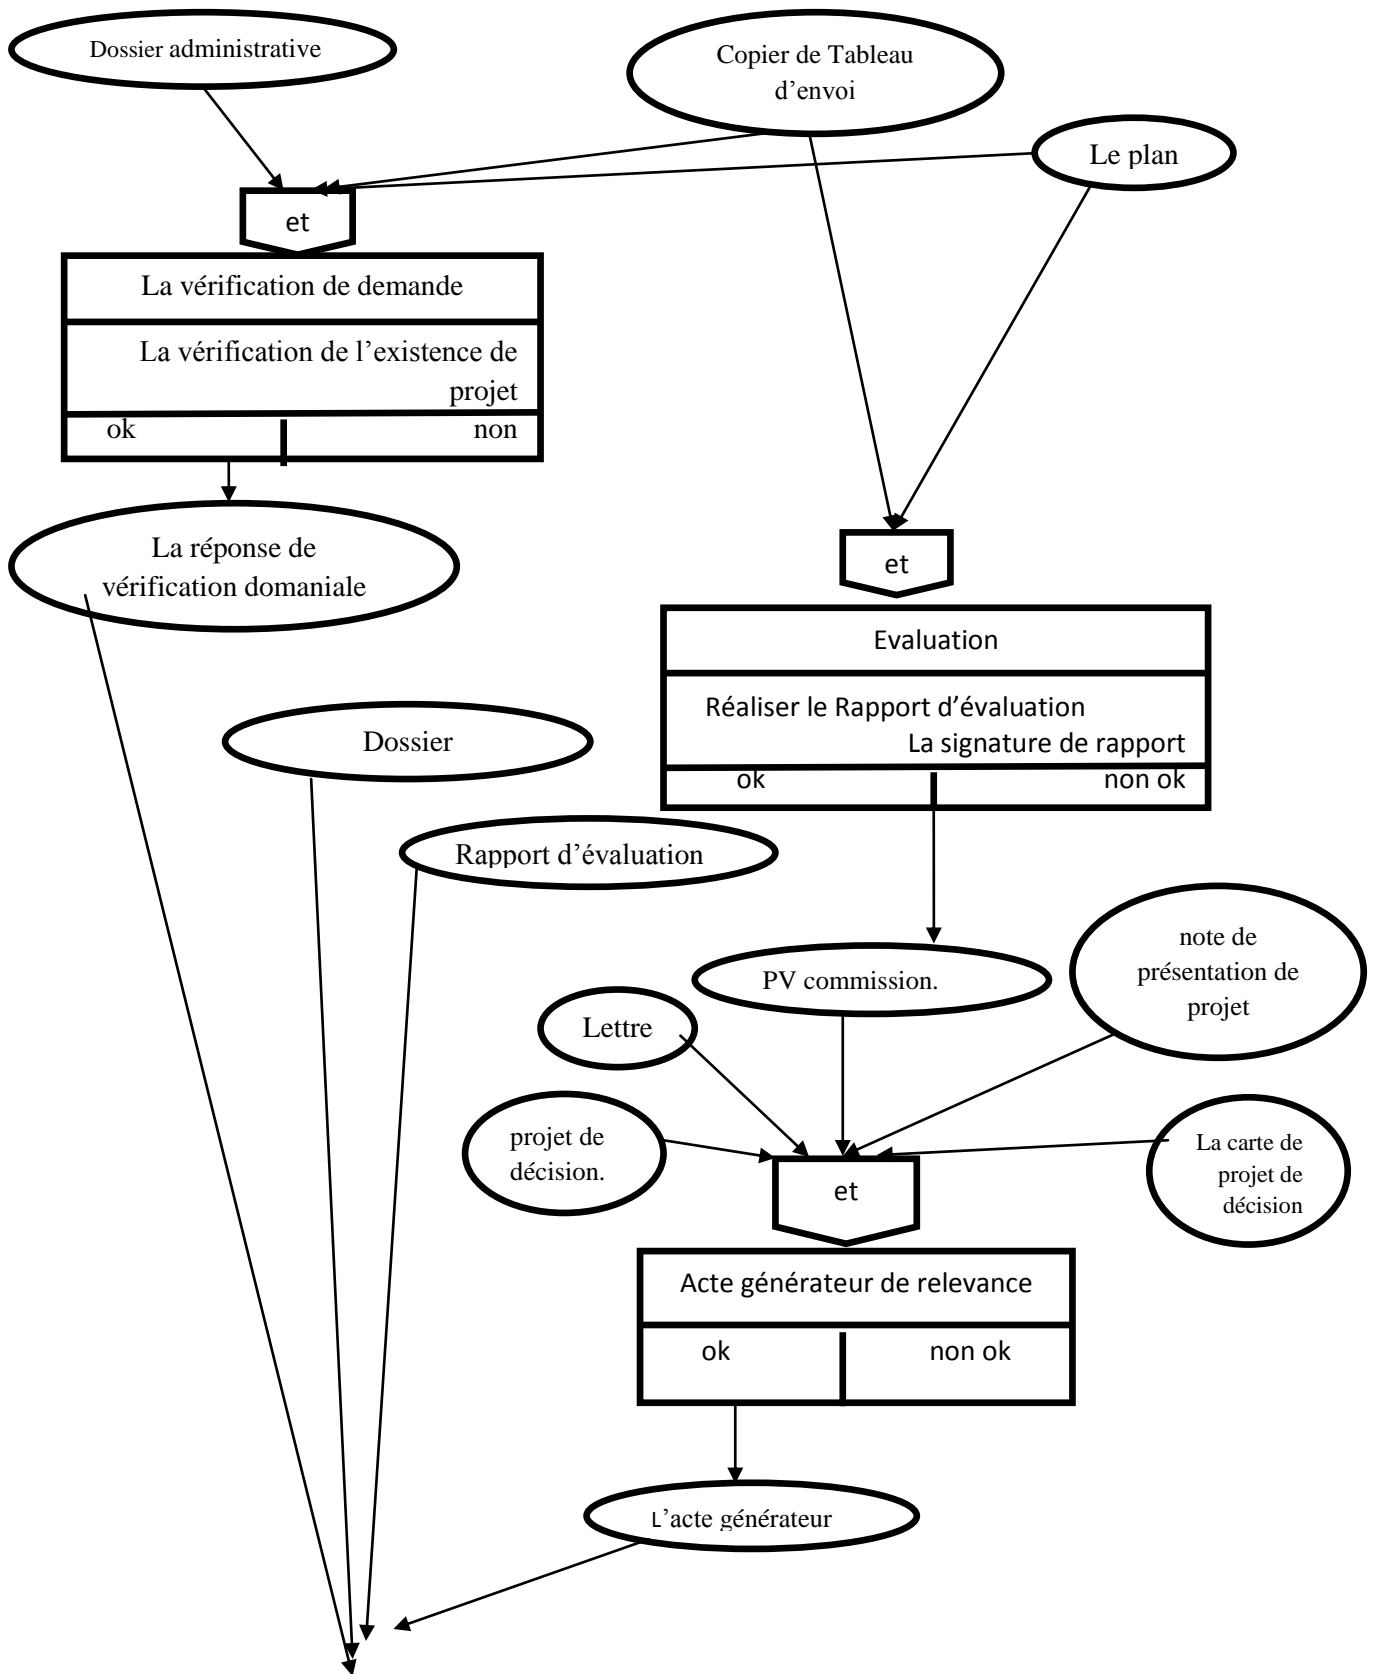 Dossier administrative
Copier de Tableau
d’envoi
Le plan
et
La vérification de demande
La vérification de l’existence de
projet
ok
non
La réponse de
vérification domaniale
et
Evaluation
Réaliser le Rapport d’évaluation
La signature de rapport
ok
non ok
Dossier
Rapport d’évaluation
PV commission.
note de
présentation de
projet
Lettre
projet de
décision.
La carte de
projet de
décision
et
Acte générateur de relevance
ok
non ok
L’acte générateur